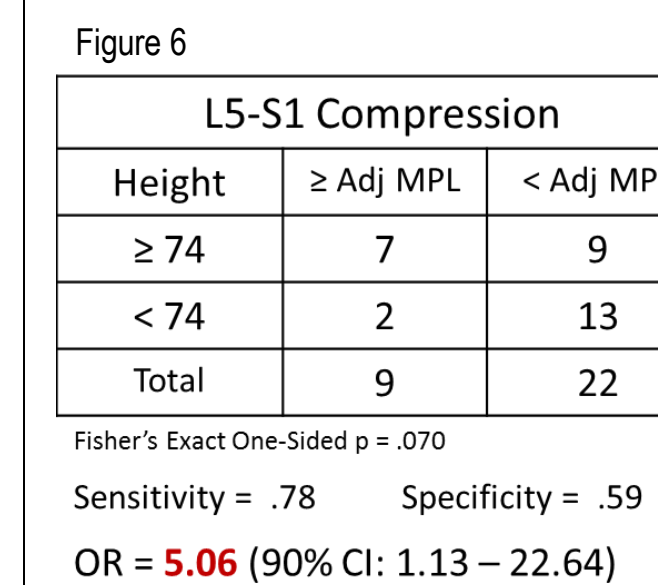 Figure 6
L5-S1 Compression
Height ≥ Adj MPL < Adj MP
≥ 74 7 9
< 74 2 13
Total 9 22
Fisher's Exact One-Sided p = .070
Sensitivity = .78 Specificity = .59
OR = 5.06 (90% CI: 1.13 – 22.64)